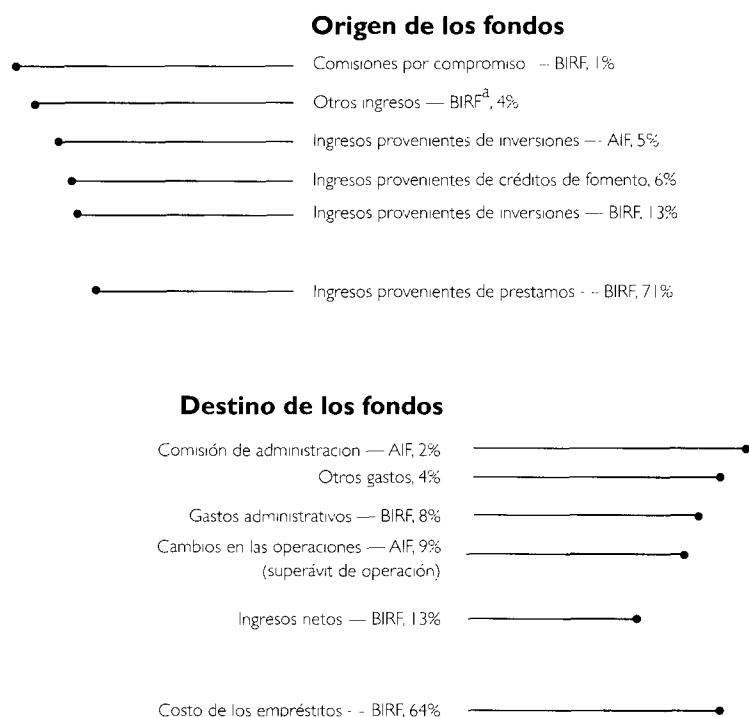 Origen de los fondos
Comisiones por compromiso – BIRF, 1%
Otros ingresos — BIRFª, 4%
Ingresos provenientes de inversiones — - AIF, 5%
Ingresos provenientes de créditos de fomento, 6%
Ingresos provenientes de inversiones — BIRF, 13%
Ingresos provenientes de prestamos - – BIRF, 71%
Destino de los fondos
Comisión de administracion — AIF, 2%
Otros gastos, 4%
Gastos administrativos — BIRF, 8%
Cambios en las operaciones — AIF, 9%
(superávit de operación)
Ingresos netos — BIRF, 13%
Costo de los empréstitos - - BIRF, 64%